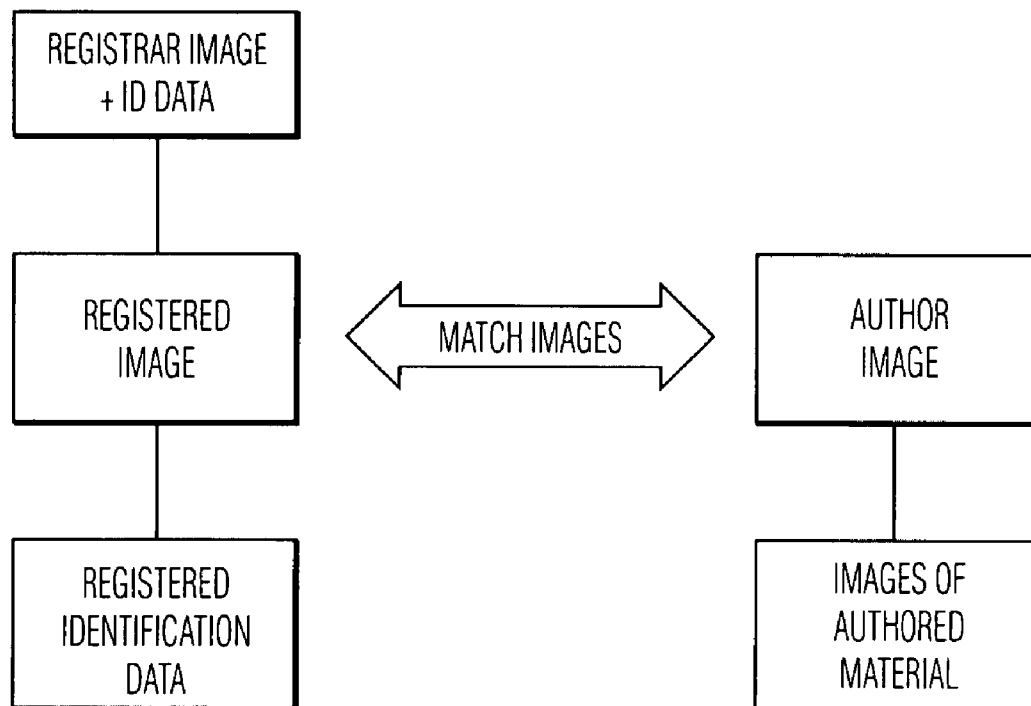 REGISTRAR IMAGE
+ ID DATA
REGISTERED
IMAGE
MATCH IMAGES
AUTHOR
IMAGE
REGISTERED
IDENTIFICATION
DATA
IMAGES OF
AUTHORED
MATERIAL